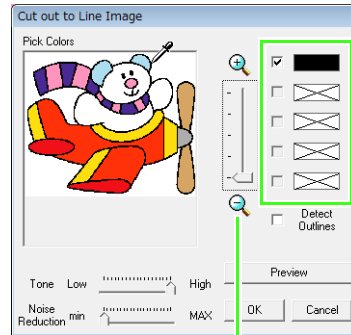 Cut out to Line Image
Pick Colors
Detect
Outlines
Tone Low High
Preview
Noise
Reduction min MAX
OK Cancel